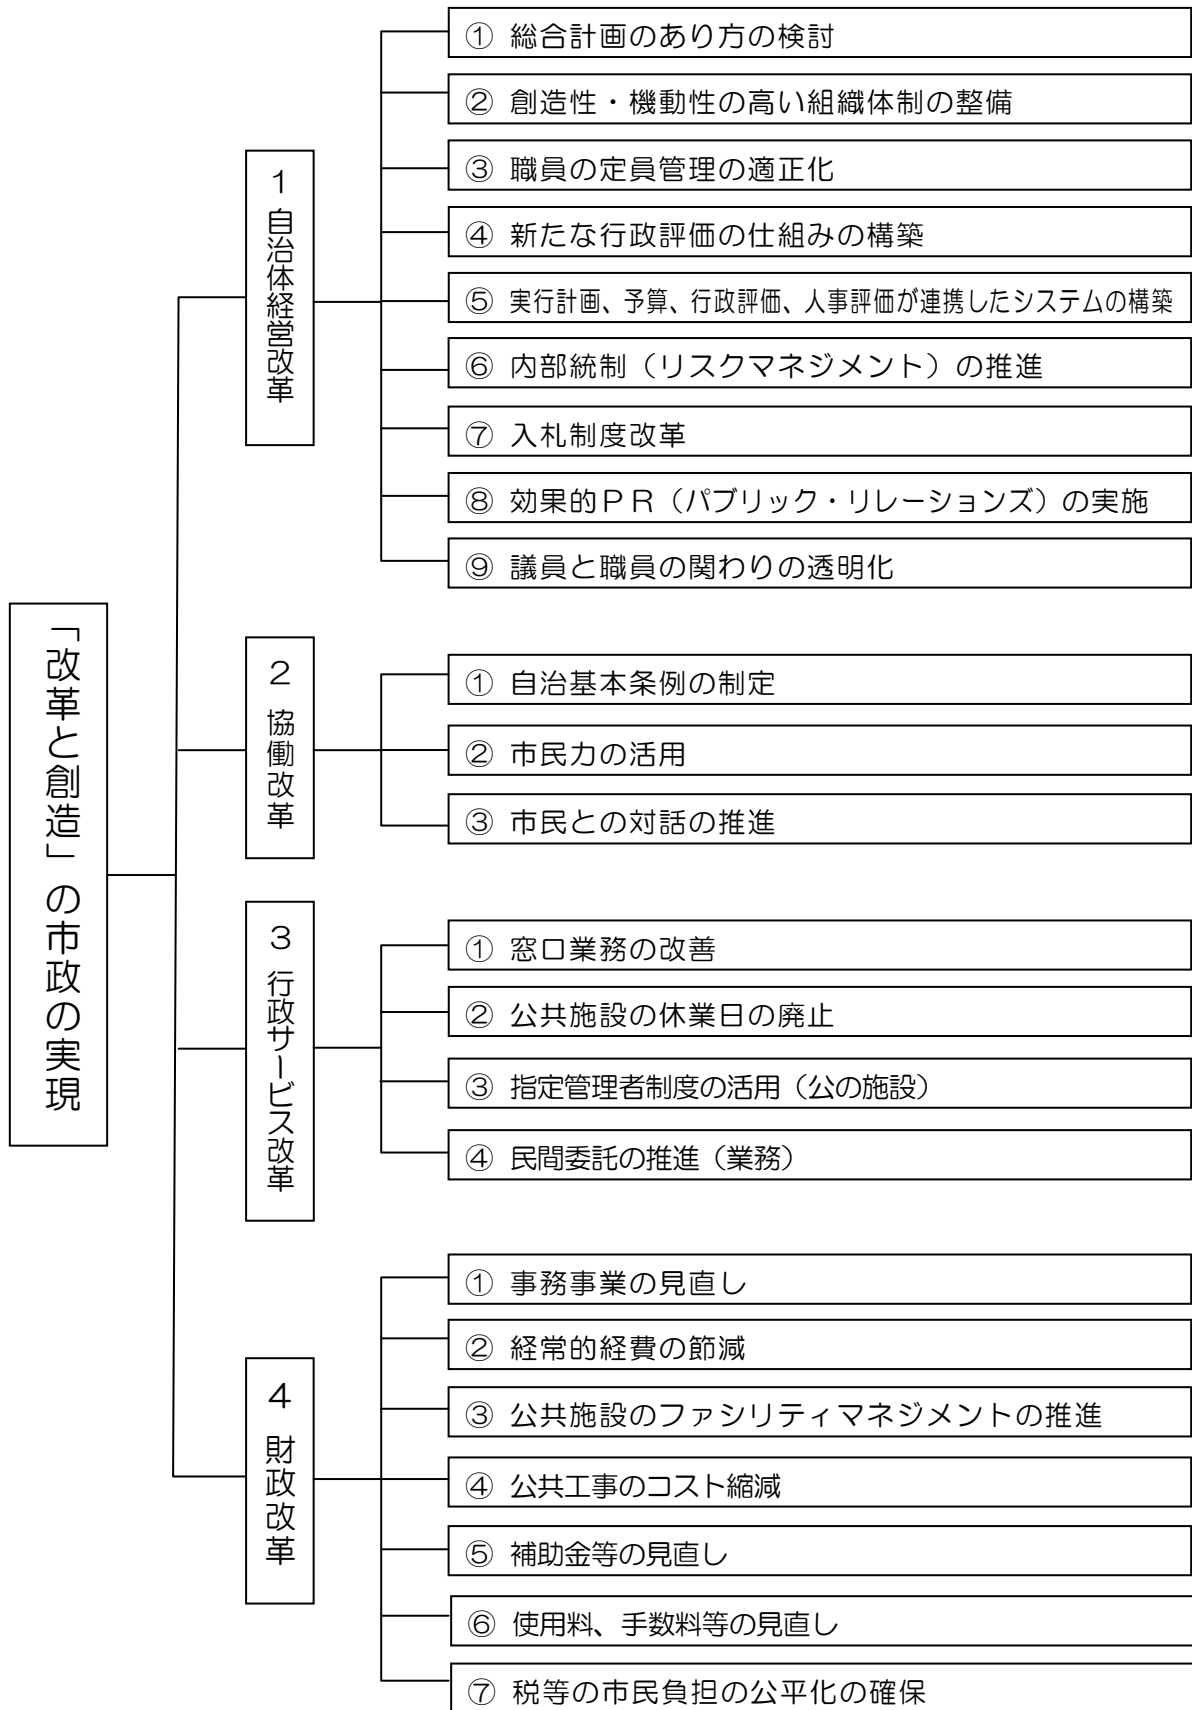 「改革と創造」の市政の実現
1 自治体経営改革
① 総合計画のあり方の検討
② 創造性・機動性の高い組織体制の整備
③ 職員の定員管理の適正化
④ 新たな行政評価の仕組みの構築
⑤ 実行計画、予算、行政評価、人事評価が連携したシステムの構築
⑥ 内部統制（リスクマネジメント）の推進
⑦ 入札制度改革
⑧ 効果的ＰＲ（パブリック・リレーションズ）の実施
⑨ 議員と職員の関わりの透明化
２ 協働改革
① 自治基本条例の制定
② 市民力の活用
③ 市民との対話の推進
３ 行政サービス改革
① 窓口業務の改善
② 公共施設の休業日の廃止
③ 指定管理者制度の活用（公の施設）
④ 民間委託の推進（業務）
４ 財政改革
① 事務事業の見直し
② 経常的経費の節減
③ 公共施設のファシリティマネジメントの推進
④ 公共工事のコスト縮減
⑤ 補助金等の見直し
⑥ 使用料、手数料等の見直し
⑦ 税等の市民負担の公平化の確保